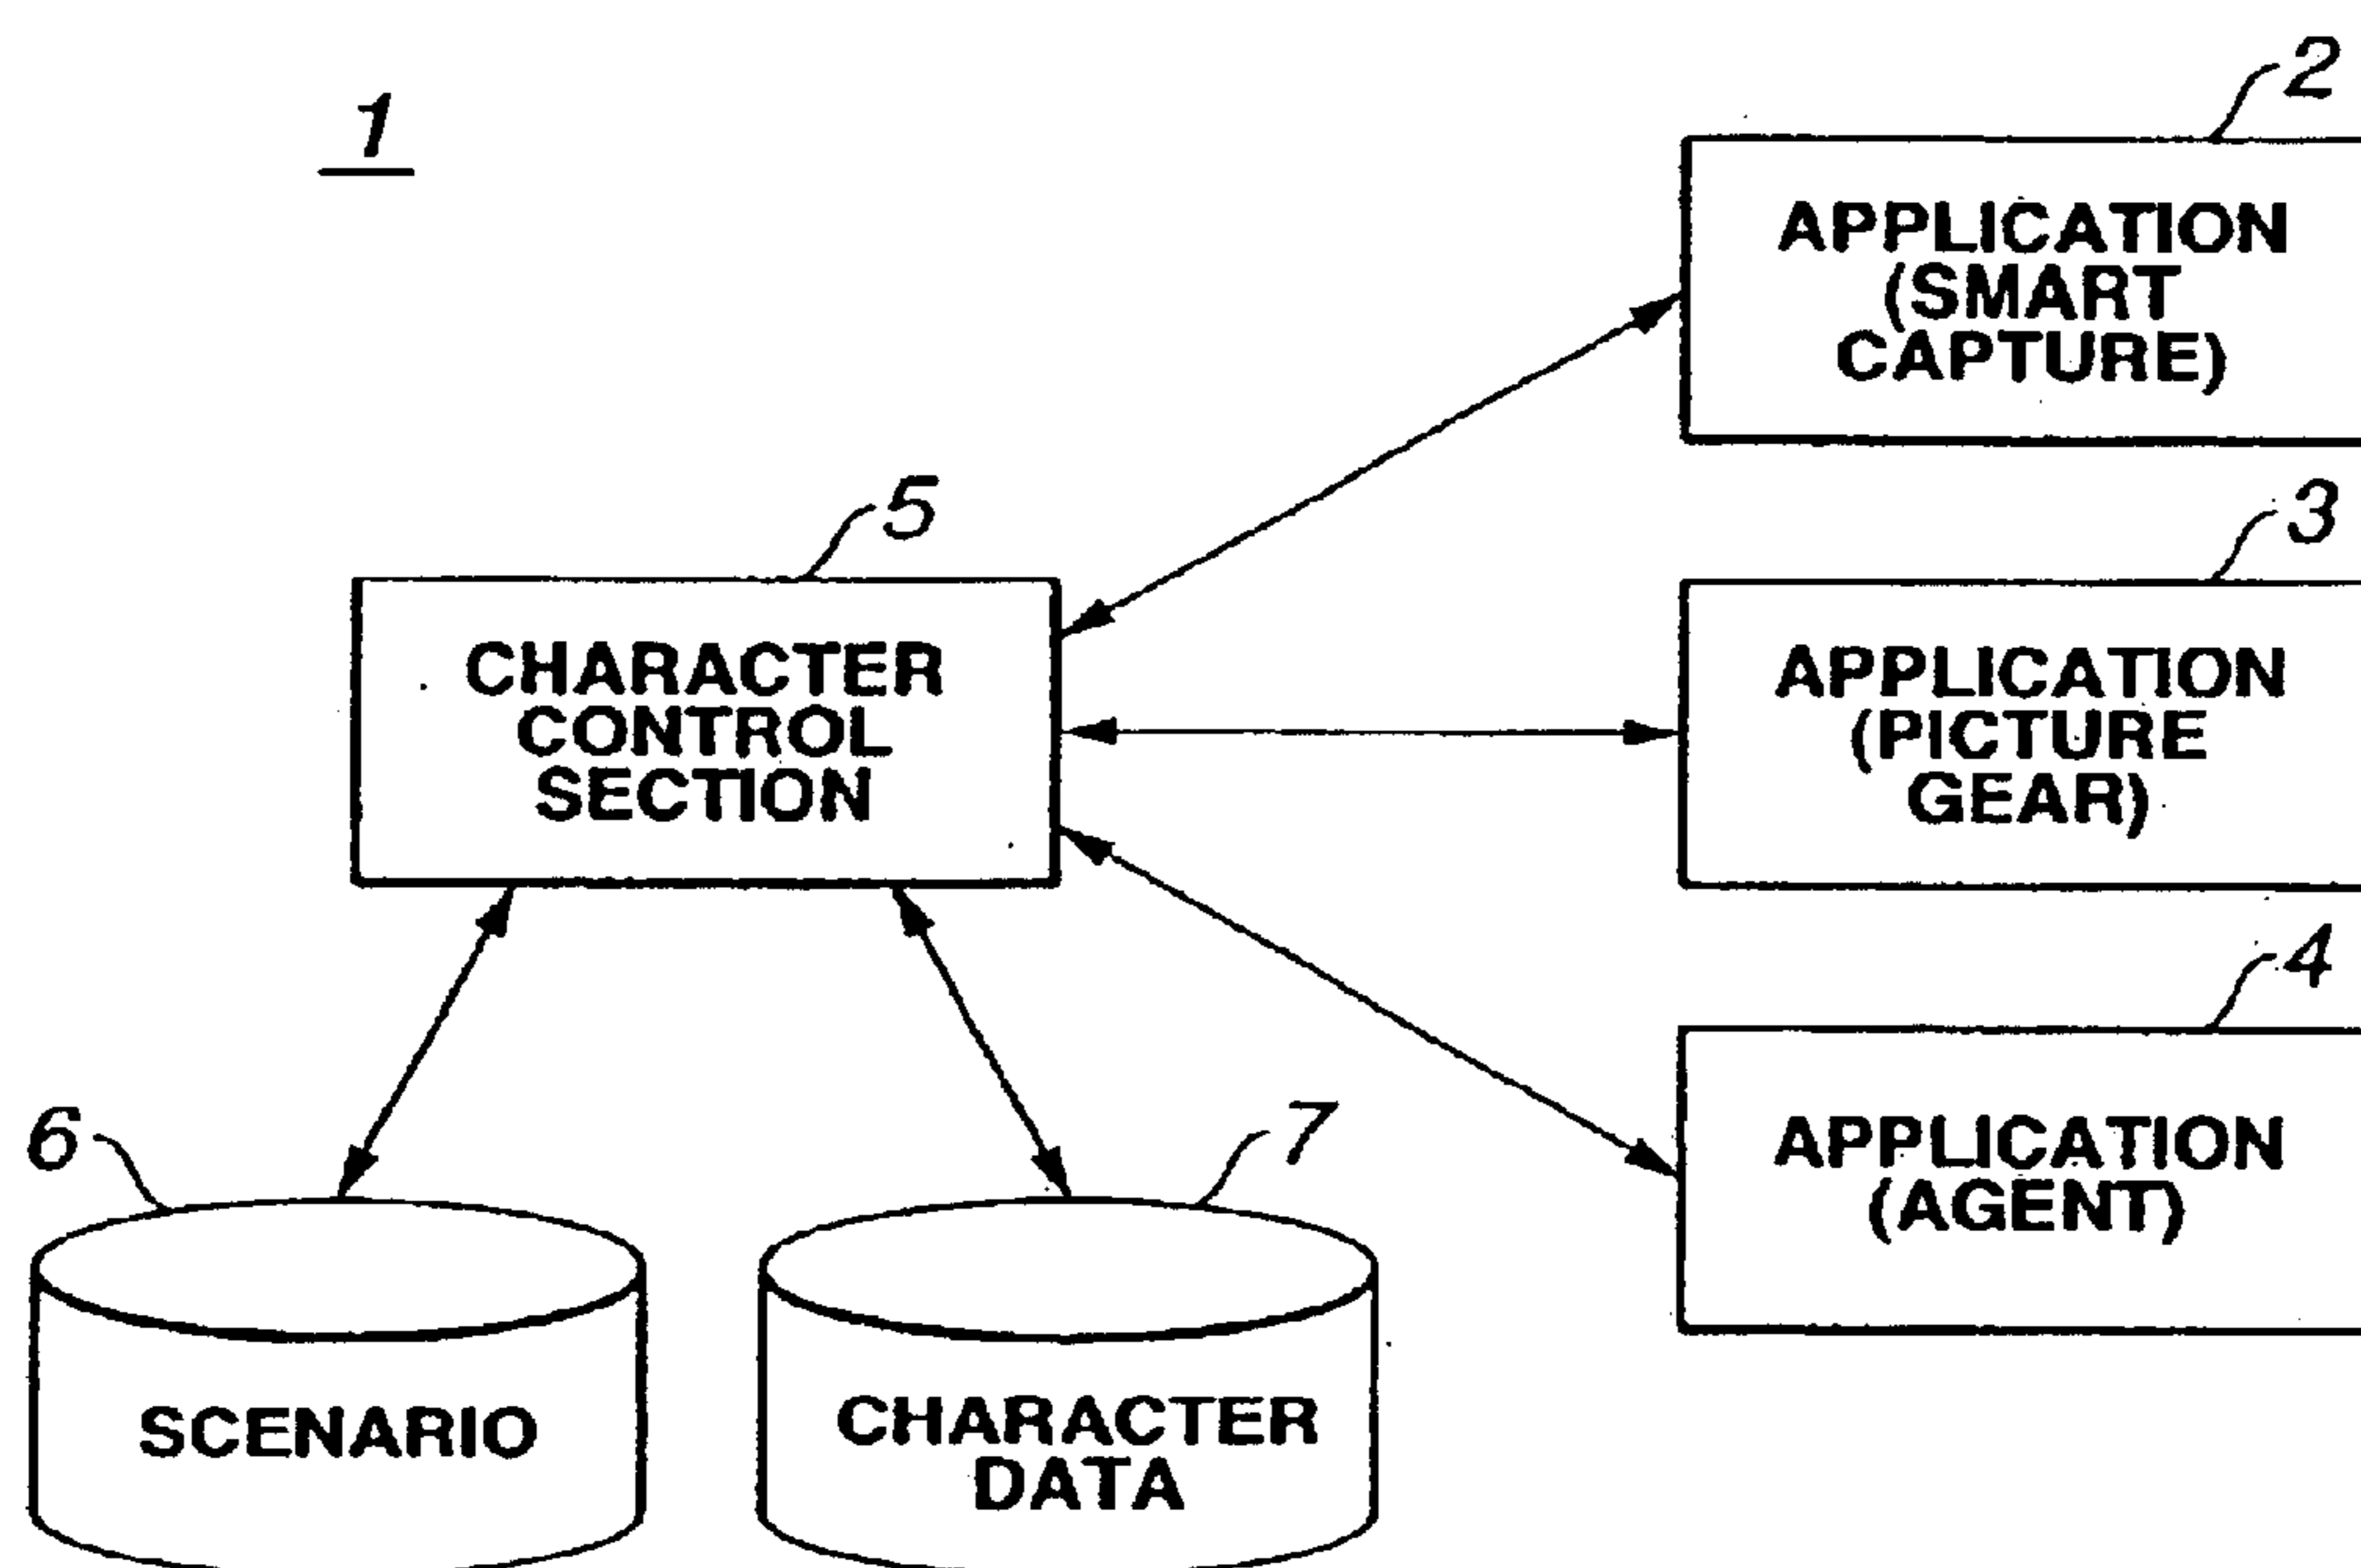 1
2
APPLICATION
(SMART
CAPTURE)
5
CHARACTER
CONTROL
SECTION
3
APPLICATION
(PICTURE
GEAR)
4
APPLICATION
(AGENT)
6
SCENARIO
7
CHARACTER
DATA